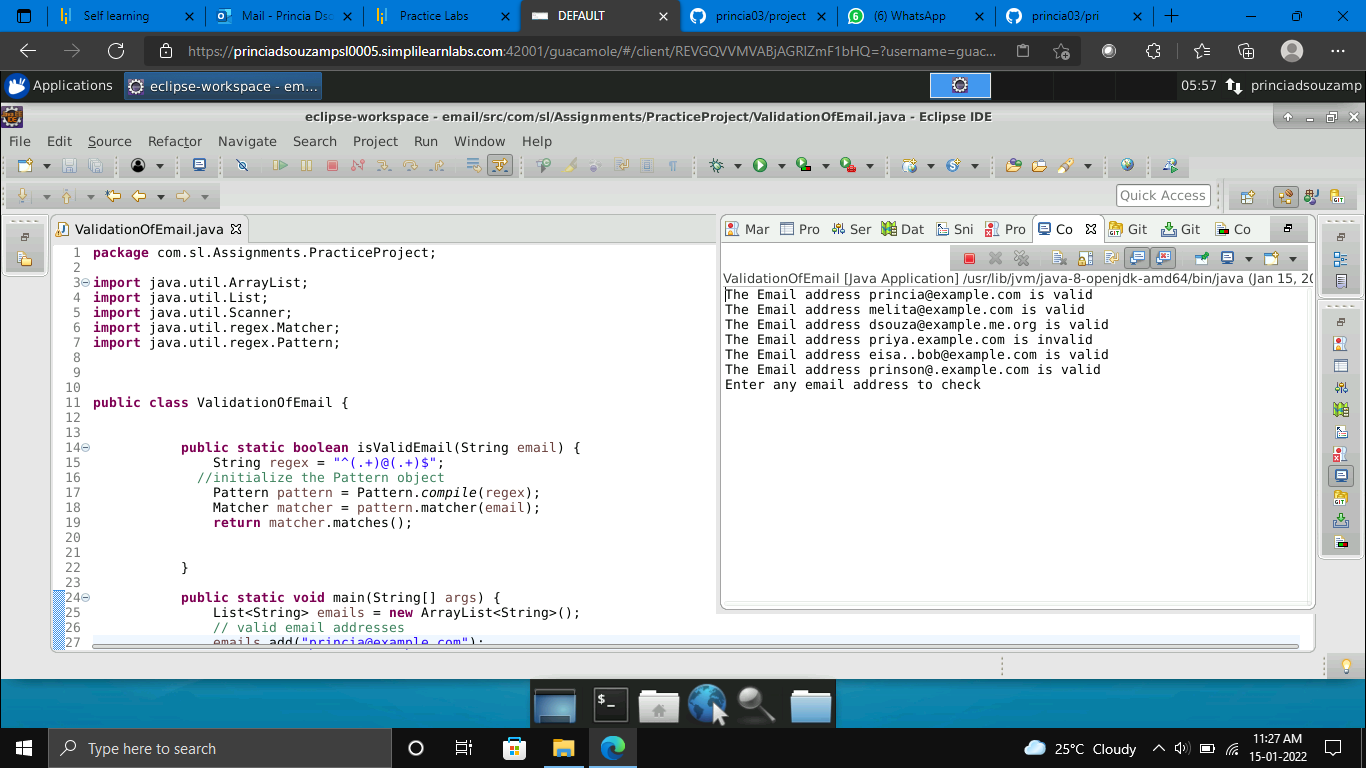 Self learning
Mail - Princia Dso
Practice Labs
DEFAULT
princia03/project
(6) WhatsApp
princia03/pri
https://princiadsouzampsl0005.simplilearnlabs.com:42001/guacamole/#/client/REVGQVVMVABjAGRlZmF1bHQ=?username=guac...
Applications
eclipse-workspace - em...
05:57
princiadsouzamp
eclipse-workspace - email/src/com/sl/Assignments/PracticeProject/ValidationOfEmail.java - Eclipse IDE
File Edit Source Refactor Navigate Search Project Run Window Help
Quick Access
ValidationOfEmail.java
1 package com.sl.Assignments.PracticeProject;
2
3 import java.util.ArrayList;
4 import java.util.List;
5 import java.util.Scanner;
6 import java.util.regex.Matcher;
7 import java.util.regex.Pattern;
8
9
10
11 public class ValidationOfEmail {
12
13
14 public static boolean isValidEmail(String email) {
15 String regex = "^(.+)@(.+)$";
16 //initialize the Pattern object
17 Pattern pattern = Pattern.compile(regex);
18 Matcher matcher = pattern.matcher(email);
19 return matcher.matches();
20
21
22 }
23
24 public static void main(String[] args) {
25 List<String> emails = new ArrayList<String>();
26 // valid email addresses
27 emails.add("princia@example.com");
Mar Pro Ser Dat Sni Pro Co Git Git Co
ValidationOfEmail [Java Application] /usr/lib/jvm/java-8-openjdk-amd64/bin/java (Jan 15, 20
The Email address princia@example.com is valid
The Email address melita@example.com is valid
The Email address dsouza@example.me.org is valid
The Email address priya.example.com is invalid
The Email address eisa..bob@example.com is valid
The Email address prinson@.example.com is valid
Enter any email address to check
Type here to search
25°C Cloudy
11:27 AM
15-01-2022